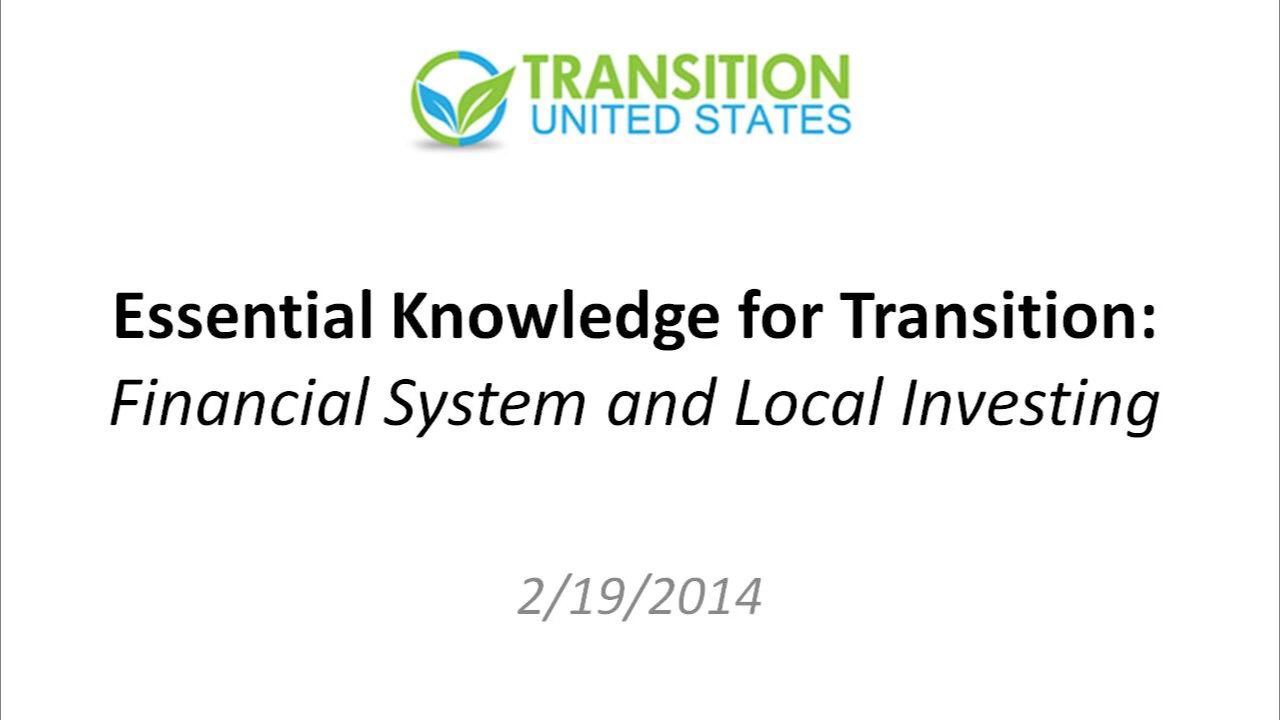 TRANSITION
UNITED STATES
Essential Knowledge for Transition:
Financial System and Local Investing
2/19/2014